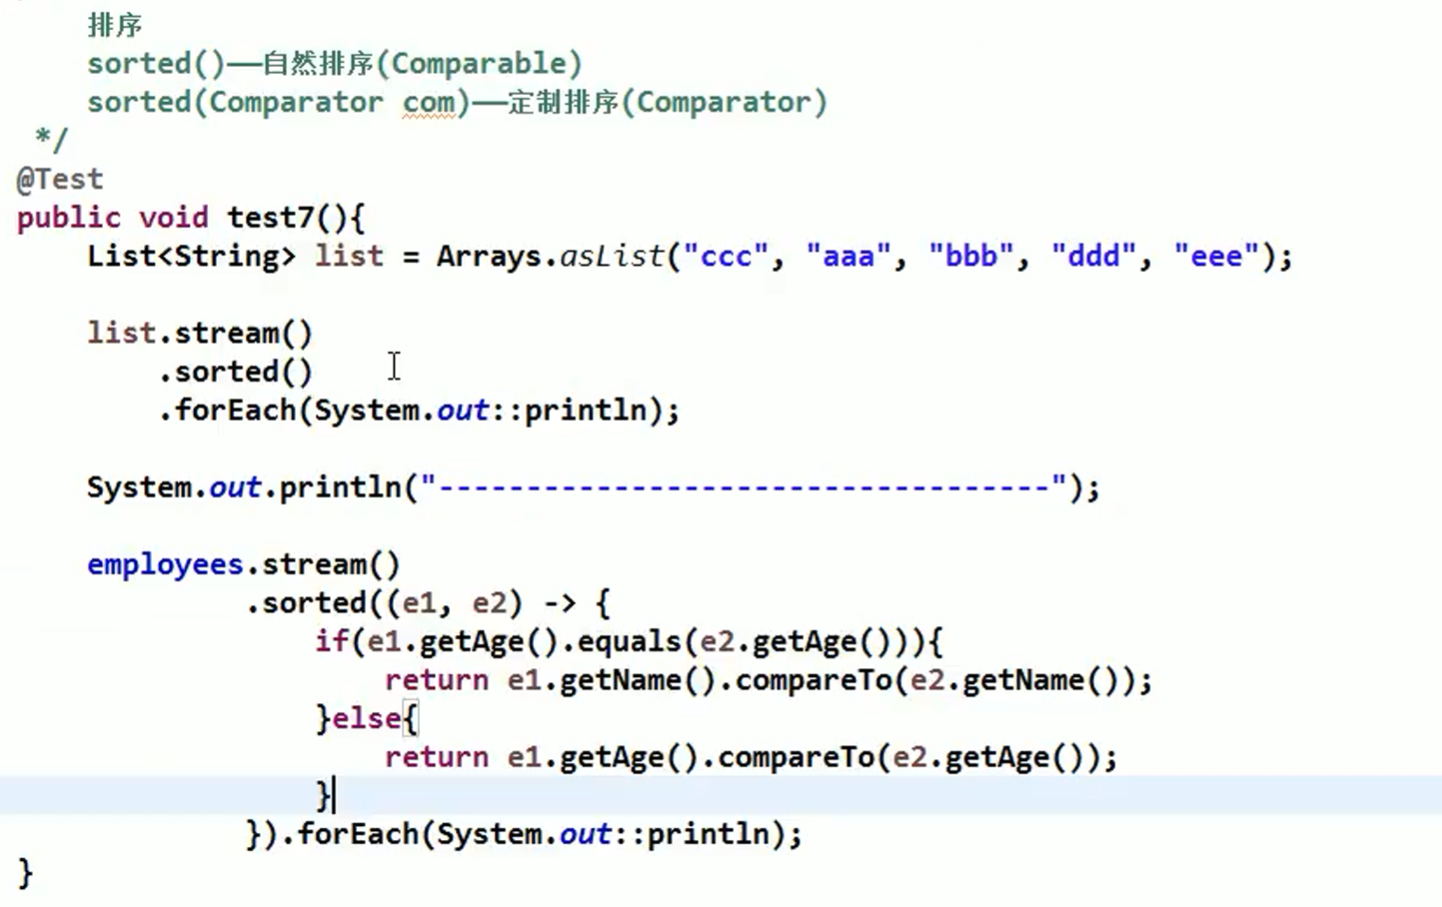 排序
sorted()——自然排序(Comparable)
sorted(Comparator com)——定制排序(Comparator)
*/
@Test
public void test7(){
List<String> list = Arrays.asList("ccc", "aaa", "bbb", "ddd", "eee");
list.stream()
.sorted()
.forEach(System.out::println);
System.out.println("-----------------------------------");
employees.stream()
.sorted((e1, e2) -> {
if(e1.getAge().equals(e2.getAge())){
return e1.getName().compareTo(e2.getName());
}else{
return e1.getAge().compareTo(e2.getAge());
}
}).forEach(System.out::println);
}